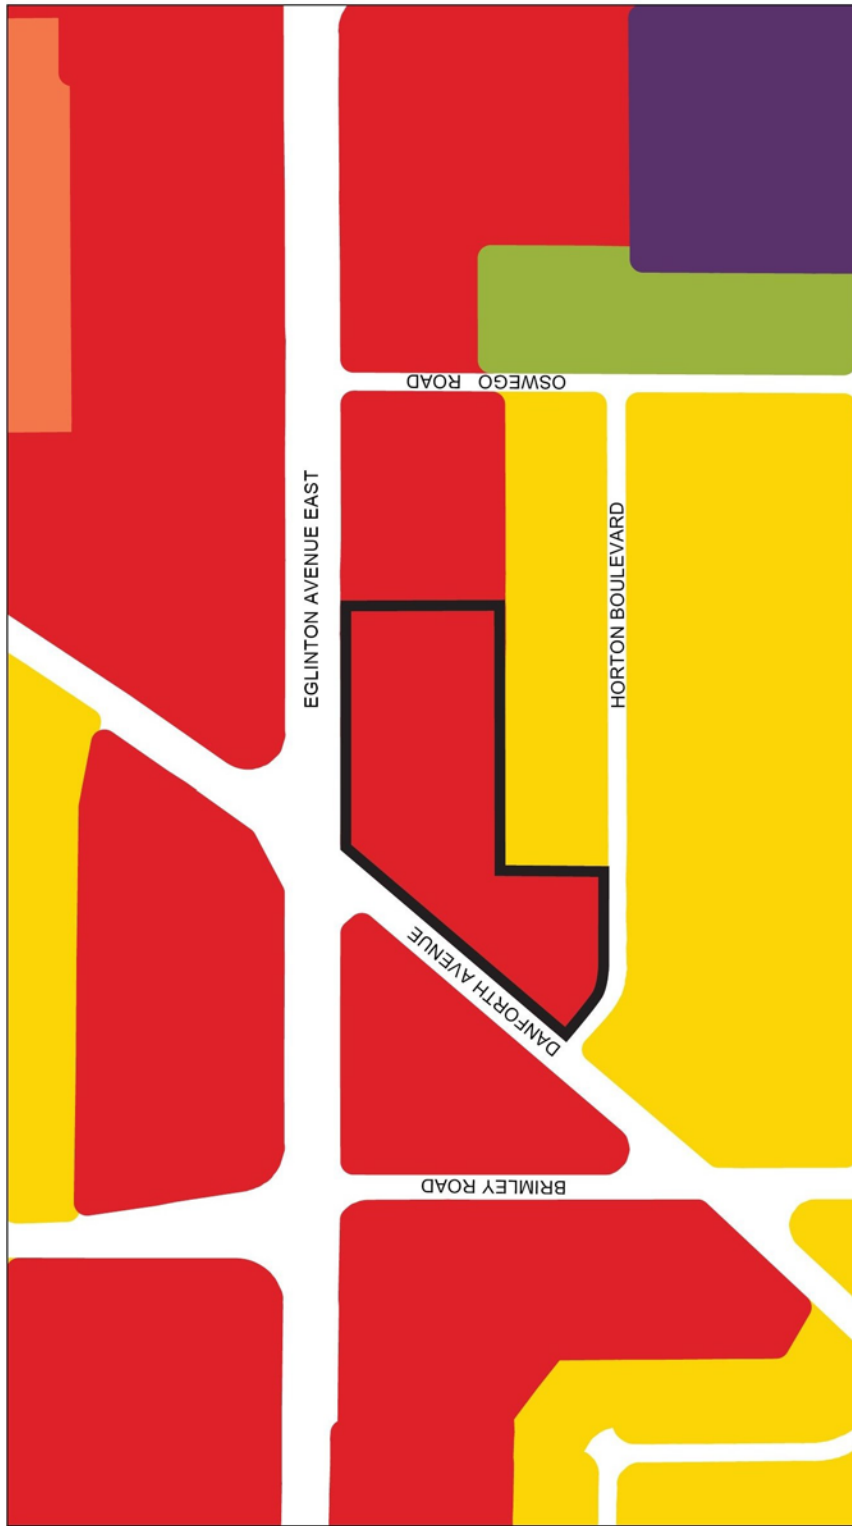 OSWEGO ROAD
EGLINTON AVENUE EAST
HORTON BOULEVARD
DANFORTH AVENUE
BRIMLEY ROAD